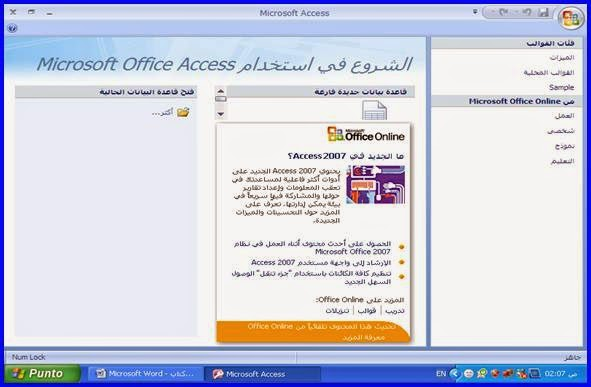 Microsoft Access
الشروع في استخدام Microsoft Office Access
فئات القوالب
الميزات
القوالب المحلية
Sample
من Microsoft Office Online
العمل
شخصي
نموذج
التعليم
قاعدة بيانات جديدة فارغة
Microsoft
Office Online
ما الجديد في Access 2007؟
يحتوي Access 2007 الجديد على
أدوات أكثر فاعلية لمساعدتك في
تعقب المعلومات وإعداد تقارير
حولها والمشاركة فيها سريعاً في
بيئة يمكن إدارتها. تعرف على
المزيد حول التحسينات والميزات
الجديدة.
الحصول على أحدث محتوى أثناء العمل في نظام
Microsoft Office 2007
الإرشاد إلى واجهة مستخدم Access 2007
تنظيم كافة الكائنات باستخدام "جزء تنقل" الوصول
السهل الجديد
المزيد على Office Online:
تدريب | قوالب | تنزيلات
تحديث هذا المحتوى تلقائياً من Office Online
معرفة المزيد
فتح قاعدة البيانات الحالية
أكثر...
حاضر
Num Lock
Punto
Microsoft Word - كتاب...
Microsoft Access
EN
02:07 ص